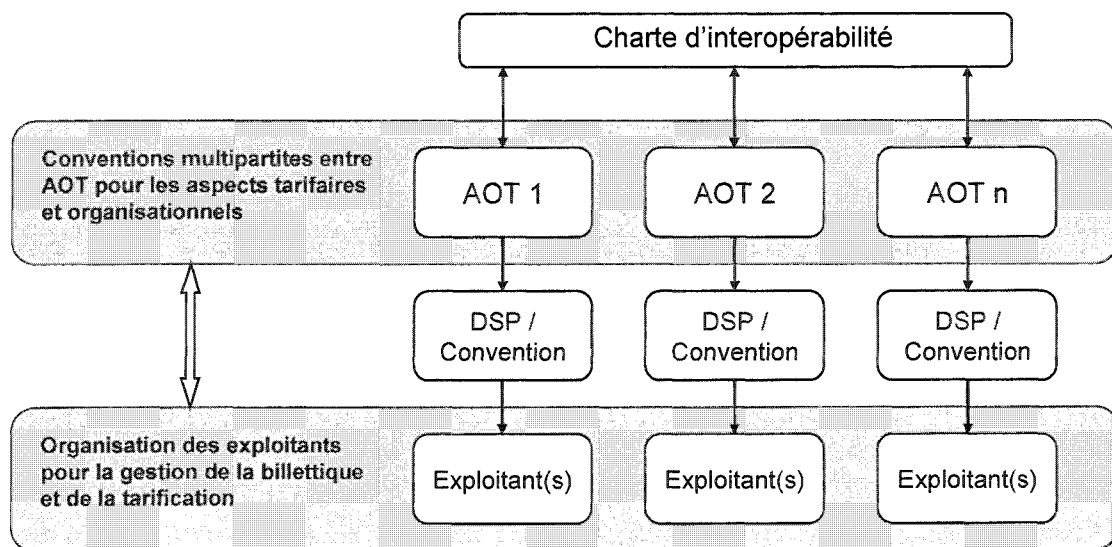 Charte d'interopérabilité
Conventions multipartites entre
AOT pour les aspects tarifaires
et organisationnels
AOT 1
AOT 2
AOT n
DSP /
Convention
DSP /
Convention
DSP /
Convention
Organisation des exploitants
pour la gestion de la billettique
et de la tarification
Exploitant(s)
Exploitant(s)
Exploitant(s)